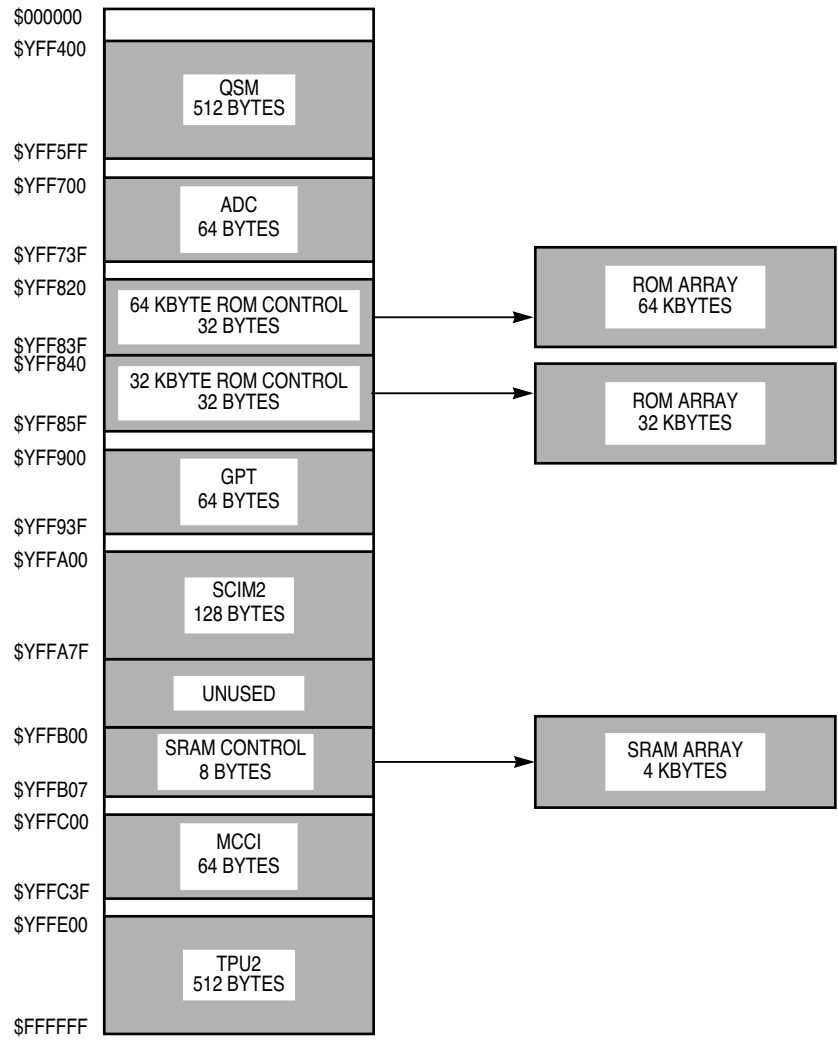 $000000
$YFF400
QSM
512 BYTES
$YFF5FF
$YFF700
ADC
64 BYTES
$YFF73F
$YFF820
64 KBYTE ROM CONTROL
32 BYTES
ROM ARRAY
64 KBYTES
$YFF83F
$YFF840
32 KBYTE ROM CONTROL
32 BYTES
ROM ARRAY
32 KBYTES
$YFF85F
$YFF900
GPT
64 BYTES
$YFF93F
$YFFA00
SCIM2
128 BYTES
$YFFA7F
UNUSED
$YFFB00
SRAM CONTROL
8 BYTES
SRAM ARRAY
4 KBYTES
$YFFB07
$YFFC00
MCCI
64 BYTES
$YFFC3F
$YFFE00
TPU2
512 BYTES
$FFFFFF